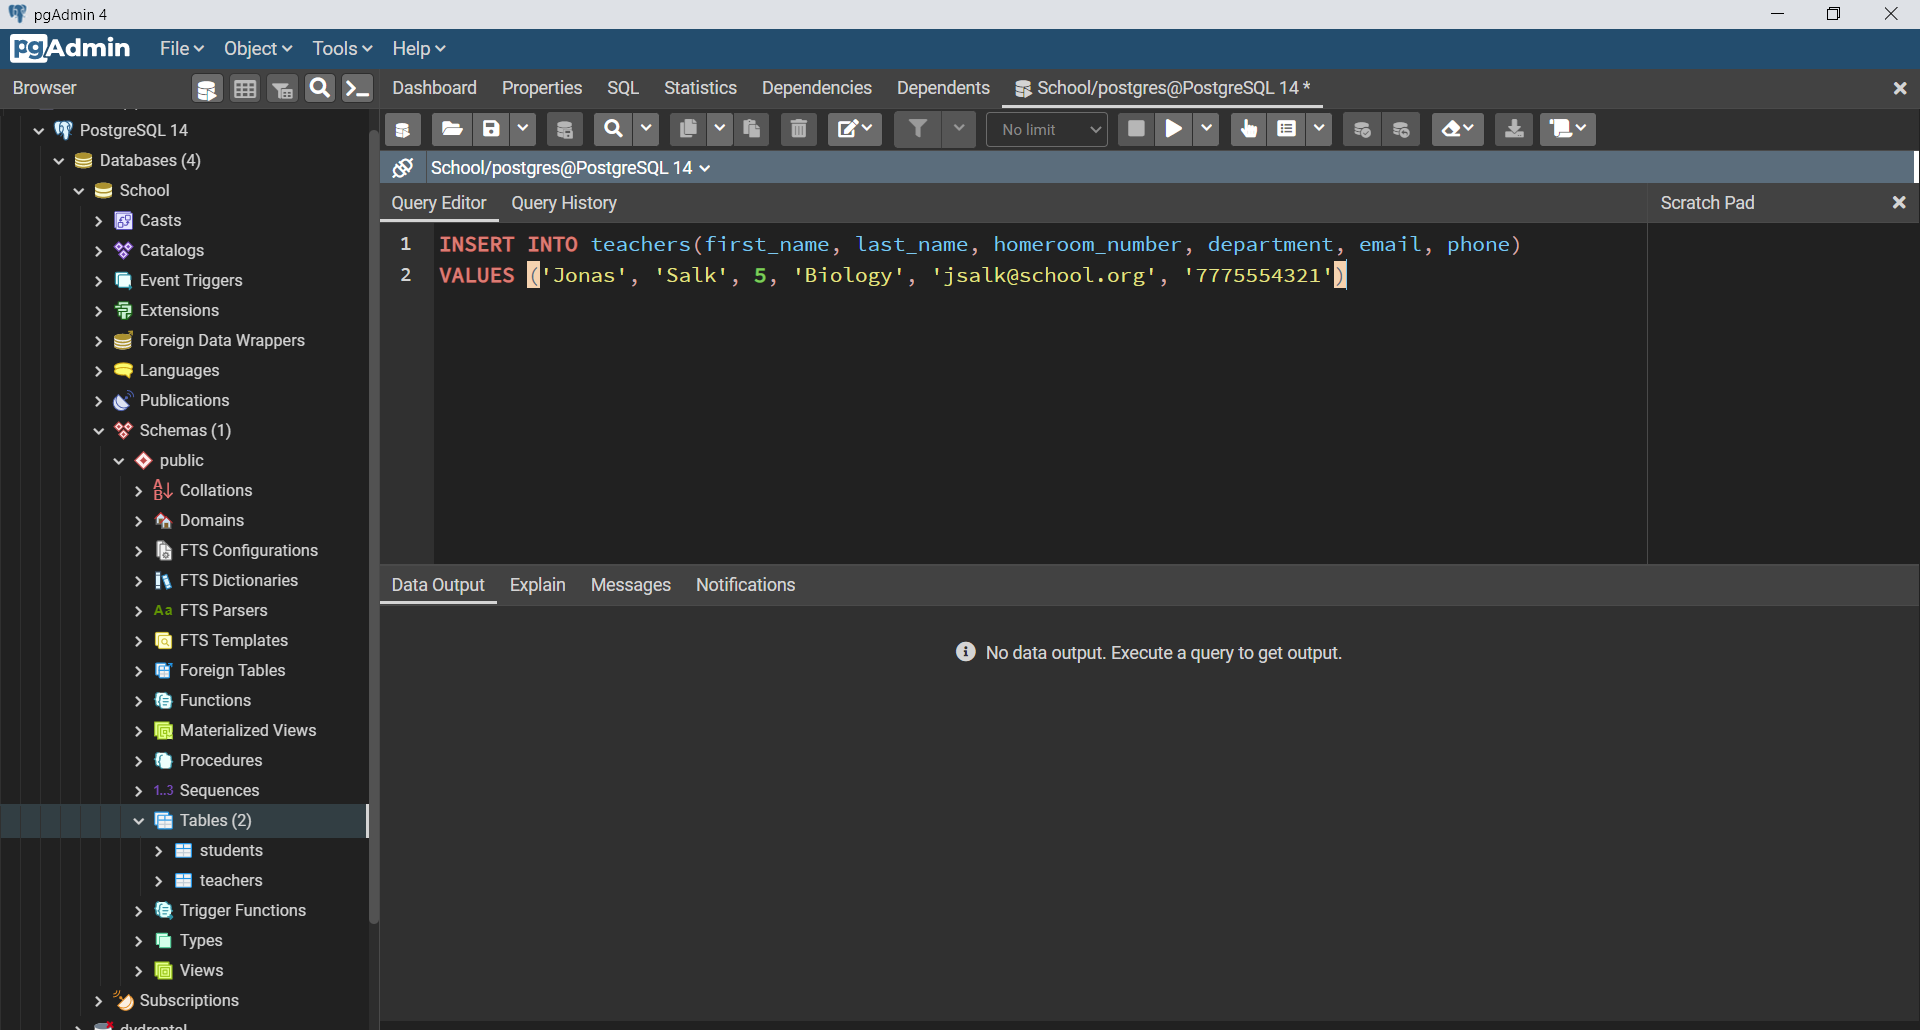 pgAdmin 4
pgAdmin File Object Tools Help
Browser
Dashboard Properties SQL Statistics Dependencies Dependents School/postgres@PostgreSQL 14 *
No limit
School/postgres@PostgreSQL 14
Query Editor Query History
Scratch Pad
1 INSERT INTO teachers(first_name, last_name, homeroom_number, department, email, phone)
2 VALUES ('Jonas', 'Salk', 5, 'Biology', 'jsalk@school.org', '7775554321')
Data Output Explain Messages Notifications
No data output. Execute a query to get output.
PostgreSQL 14
Databases (4)
School
Casts
Catalogs
Event Triggers
Extensions
Foreign Data Wrappers
Languages
Publications
Schemas (1)
public
Collations
Domains
FTS Configurations
FTS Dictionaries
Aa FTS Parsers
FTS Templates
Foreign Tables
Functions
Materialized Views
Procedures
1..3 Sequences
Tables (2)
students
teachers
Trigger Functions
Types
Views
Subscriptions
dvdrental